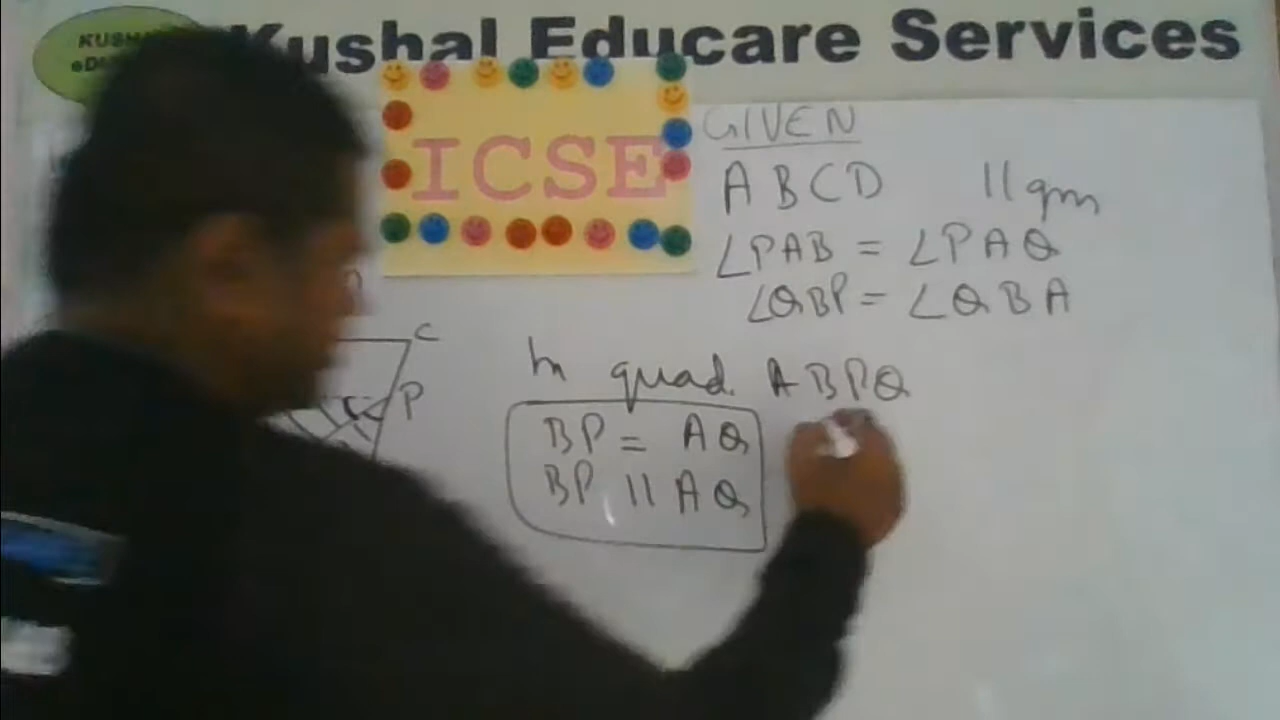 Kushal Educare Services
ICSE
GIVEN
ABCD ||gm
∠PAB = ∠PAQ
∠QBP = ∠QBA
In quad. ABPQ
BP = AQ
BP || AQ
C
P